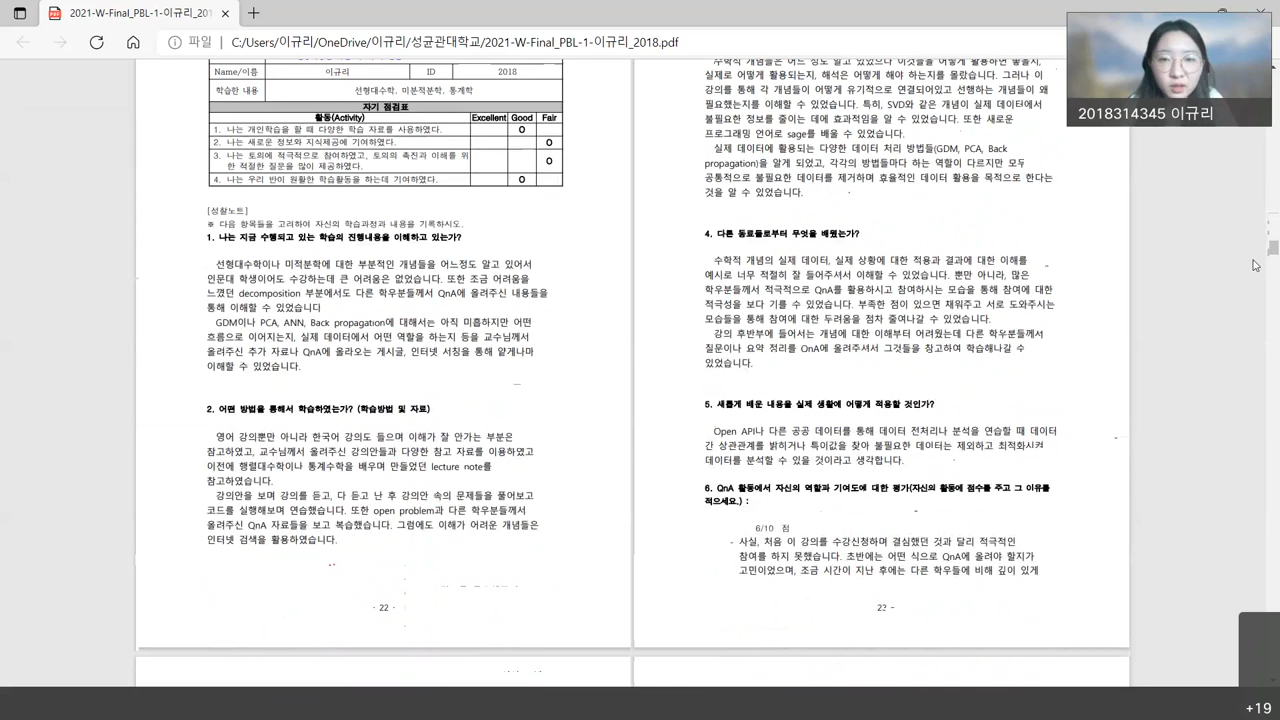 2021-W-Final_PBL-1-이규리_201
파일
C:/Users/이규리/OneDrive/이규리/성균관대학교/2021-W-Final_PBL-1-이규리_2018.pdf
2018314345 이규리
Name/이름 이규리 ID 2018
학습한 내용 선형대수학, 미분적분학, 통계학
자기 점검표
활동(Activity) Excellent Good Fair
1. 나는 개인학습을 할 때 다양한 학습 자료를 사용하였다. O
2. 나는 새로운 정보와 지식제공에 기여하였다. O
3. 나는 토의에 적극적으로 참여하였고, 토의의 촉진과 이해를 위
한 적절한 질문을 많이 제공하였다. O
4. 나는 우리 반이 원활한 학습활동을 하는데 기여하였다. O
[성찰노트]
※ 다음 항목들을 고려하여 자신의 학습과정과 내용을 기록하시오.
1. 나는 지금 수행되고 있는 학습의 진행내용을 이해하고 있는가?
선형대수학이나 미적분학에 대한 부분적인 개념들을 어느정도 알고 있어서
인문대 학생이어도 수강하는데 큰 어려움은 없었습니다. 또한 조금 어려움을
느꼈던 decomposition 부분에서도 다른 학우분들께서 QnA에 올려주신 내용들을
통해 이해할 수 있었습니다
GDM이나 PCA, ANN, Back propagation에 대해서는 아직 미흡하지만 어떤
흐름으로 이어지는지, 실제 데이터에서 어떤 역할을 하는지 등을 교수님께서
올려주신 추가 자료나 QnA에 올라오는 게시글, 인터넷 서칭을 통해 얕게나마
이해할 수 있었습니다.
2. 어떤 방법을 통해서 학습하였는가? (학습방법 및 자료)
영어 강의뿐만 아니라 한국어 강의도 들으며 이해가 잘 안가는 부분은
참고하였고, 교수님께서 올려주신 강의안들과 다양한 참고 자료를 이용하였고
이전에 행렬대수학이나 통계수학을 배우며 만들었던 lecture note를
참고하였습니다.
강의안을 보며 강의를 듣고, 다 듣고 난 후 강의안 속의 문제들을 풀어보고
코드를 실행해보며 연습했습니다. 또한 open problem과 다른 학우분들께서
올려주신 QnA 자료들을 보고 복습했습니다. 그럼에도 이해가 어려운 개념들은
인터넷 검색을 활용하였습니다.
- 22 -
수학적 개념들은 어느 정도 알고 있었으나 이것들을 어떻게 활용하면 좋을지,
실제로 어떻게 활용되는지, 해석은 어떻게 해야 하는지를 몰랐습니다. 그러나 이
강의를 통해 각 개념들이 어떻게 유기적으로 연결되어있고 선행하는 개념들이 왜
필요했는지를 이해할 수 있었습니다. 특히, SVD와 같은 개념이 실제 데이터에서
불필요한 정보를 줄이는 데에 효과적임을 알 수 있었습니다. 또한 새로운
프로그래밍 언어로 sage를 배울 수 있었습니다.
실제 데이터에 활용되는 다양한 데이터 처리 방법들(GDM, PCA, Back
propagation)을 알게 되었고, 각각의 방법들마다 하는 역할이 다르지만 모두
공통적으로 불필요한 데이터를 제거하며 효율적인 데이터 활용을 목적으로 한다는
것을 알 수 있었습니다.
4. 다른 동료들로부터 무엇을 배웠는가?
수학적 개념의 실제 데이터, 실제 상황에 대한 적용과 결과에 대한 이해를
예시로 너무 적절히 잘 들어주셔서 이해할 수 있었습니다. 뿐만 아니라, 많은
학우분들께서 적극적으로 QnA를 활용하시고 참여하시는 모습을 통해 참여에 대한
적극성을 보다 기를 수 있었습니다. 부족한 점이 있으면 채워주고 서로 도와주시는
모습들을 통해 참여에 대한 두려움을 점차 줄여나갈 수 있었습니다.
강의 후반부에 들어서는 개념에 대한 이해부터 어려웠는데 다른 학우분들께서
질문이나 요약 정리를 QnA에 올려주셔서 그것들을 참고하여 학습해나갈 수
있었습니다.
5. 새롭게 배운 내용을 실제 생활에 어떻게 적용할 것인가?
Open API나 다른 공공 데이터를 통해 데이터 전처리나 분석을 연습할 때 데이터
간 상관관계를 밝히거나 특이값을 찾아 불필요한 데이터는 제외하고 최적화시켜
데이터를 분석할 수 있을 것이라고 생각합니다.
6. QnA 활동에서 자신의 역할과 기여도에 대한 평가(자신의 활동에 점수를 주고 그 이유를
적으세요.) :
6/10 점
- 사실, 처음 이 강의를 수강신청하며 결심했던 것과 달리 적극적인
참여를 하지 못했습니다. 초반에는 어떤 식으로 QnA에 올려야 할지가
고민이었으며, 조금 시간이 지난 후에는 다른 학우들에 비해 깊이 있게
- 23 -
+19